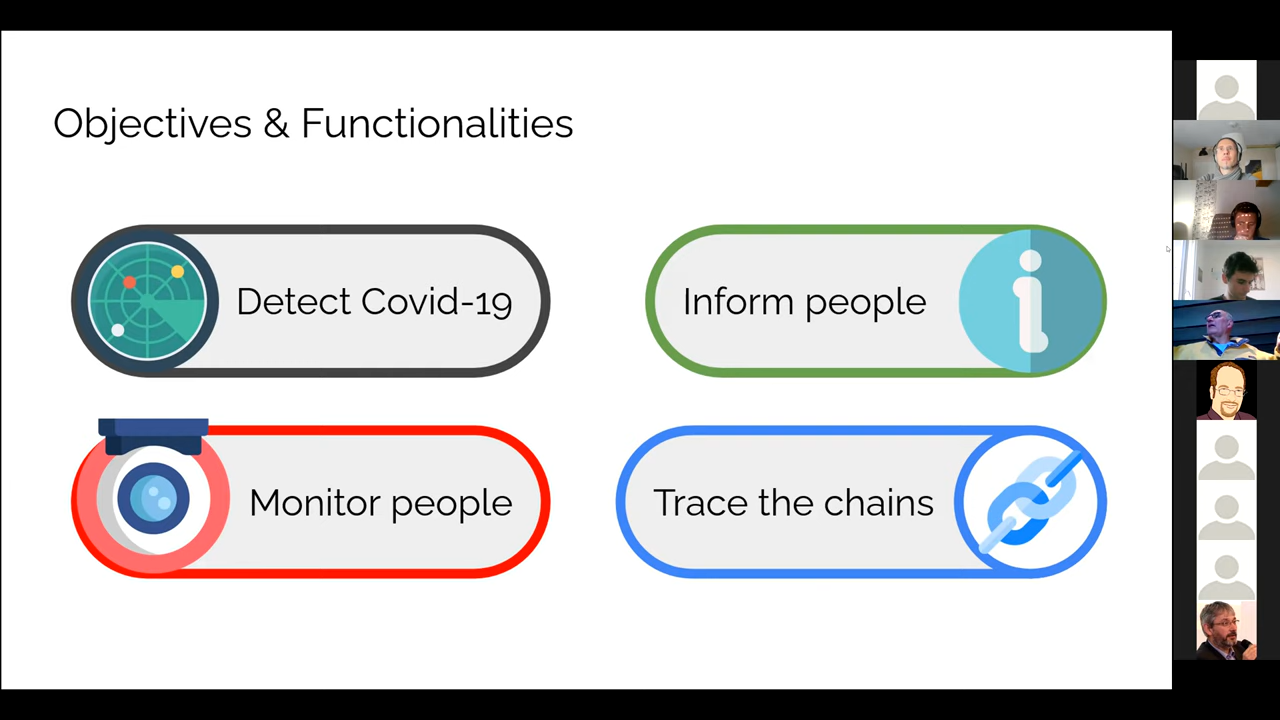 Objectives & Functionalities
Detect Covid-19
Inform people
Monitor people
Trace the chains